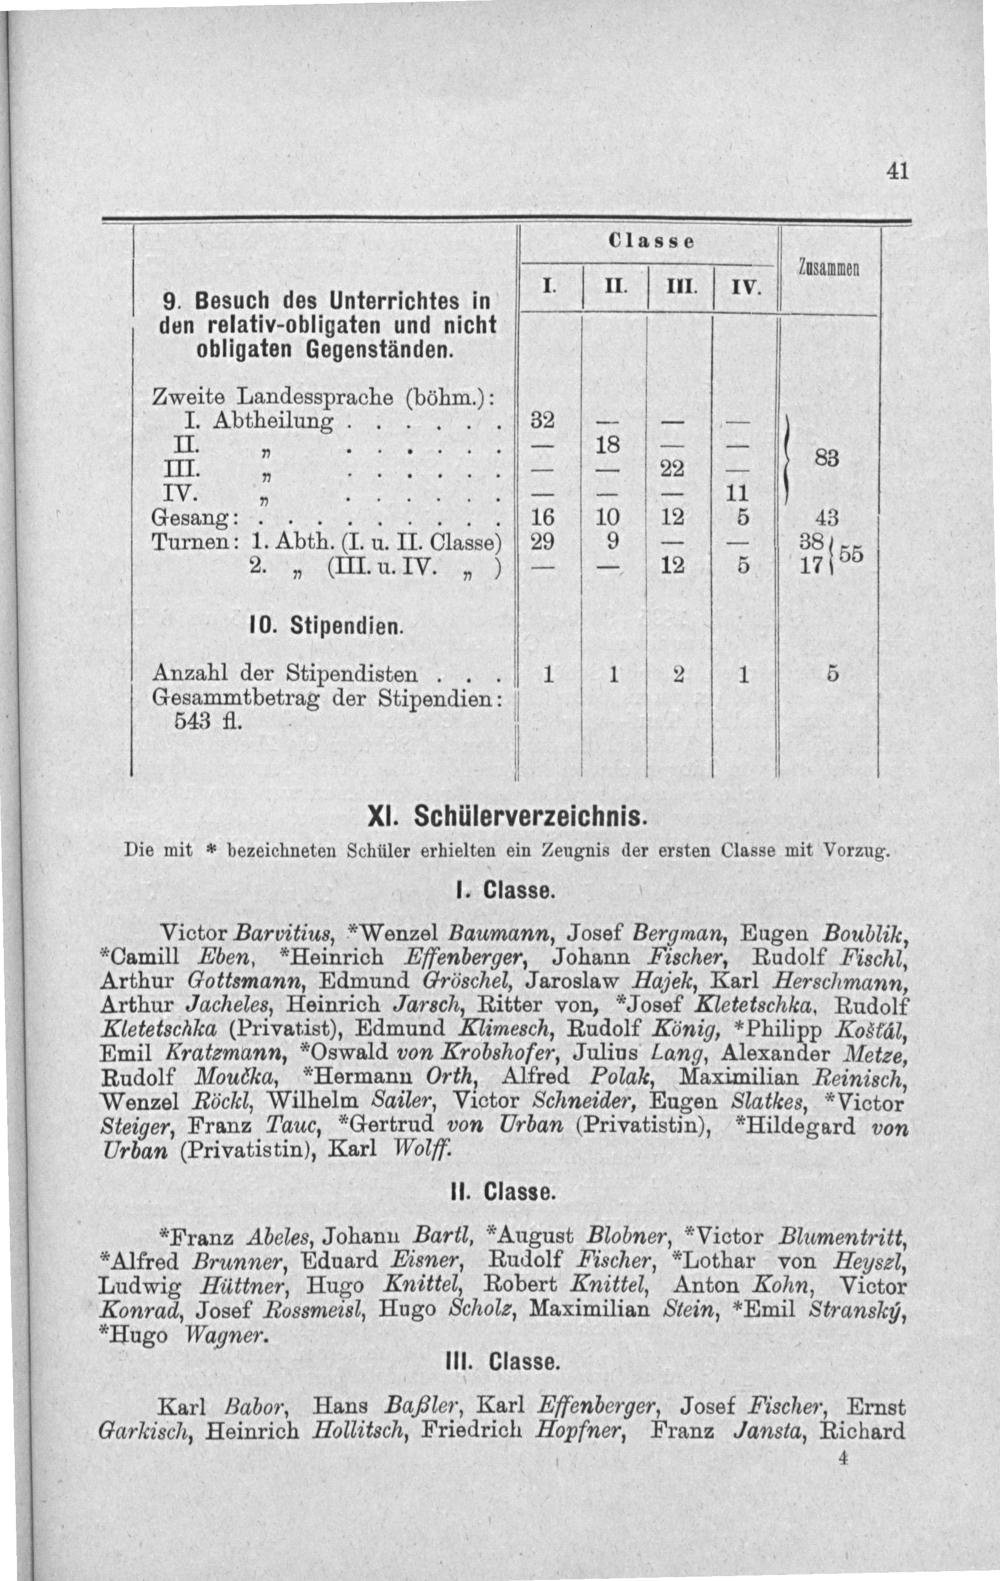 41
Classe
Zusammen
I. II. III. IV.
9. Besuch des Unterrichtes in
den relativ-obligaten und nicht
obligaten Gegenständen.
Zweite Landessprache (böhm.):
I. Abtheilung . . . . . . 32 — — —
II. „ . . . . . . — 18 — —
83
III. „ . . . . . . — — 22 —
IV. „ . . . . . . — — — 11
Gesang: . . . . . . . . . 16 10 12 5 43
Turnen: 1. Abth. (I. u. II. Classe) 29 9 — — 38
55
2. „ (III. u. IV. „ ) — — 12 5 17
10. Stipendien.
Anzahl der Stipendisten . . . 1 1 2 1 5
Gesammtbetrag der Stipendien:
543 fl.
XI. Schülerverzeichnis.
Die mit * bezeichneten Schüler erhielten ein Zeugnis der ersten Classe mit Vorzug.
I. Classe.
Victor Barvitius, *Wenzel Baumann, Josef Bergman, Eugen Boublik,
*Camill Eben, *Heinrich Effenberger, Johann Fischer, Rudolf Fischl,
Arthur Gottsmann, Edmund Gröschel, Jaroslaw Hajek, Karl Herschmann,
Arthur Jacheles, Heinrich Jarsch, Ritter von, *Josef Kletetschka, Rudolf
Kletetschka (Privatist), Edmund Klimesch, Rudolf König, *Philipp Košťál,
Emil Kratzmann, *Oswald von Krobshofer, Julius Lang, Alexander Metze,
Rudolf Moučka, *Hermann Orth, Alfred Polak, Maximilian Reinisch,
Wenzel Röckl, Wilhelm Sailer, Victor Schneider, Eugen Slatkes, *Victor
Steiger, Franz Tauc, *Gertrud von Urban (Privatistin), *Hildegard von
Urban (Privatistin), Karl Wolff.
II. Classe.
*Franz Abeles, Johann Bartl, *August Blobner, *Victor Blumentritt,
*Alfred Brunner, Eduard Eisner, Rudolf Fischer, *Lothar von Heyszl,
Ludwig Hüttner, Hugo Knittel, Robert Knittel, Anton Kohn, Victor
Konrad, Josef Rossmeisl, Hugo Scholz, Maximilian Stein, *Emil Stranský,
*Hugo Wagner.
III. Classe.
Karl Babor, Hans Baßler, Karl Effenberger, Josef Fischer, Ernst
Garkisch, Heinrich Hollitsch, Friedrich Hopfner, Franz Jansta, Richard
4